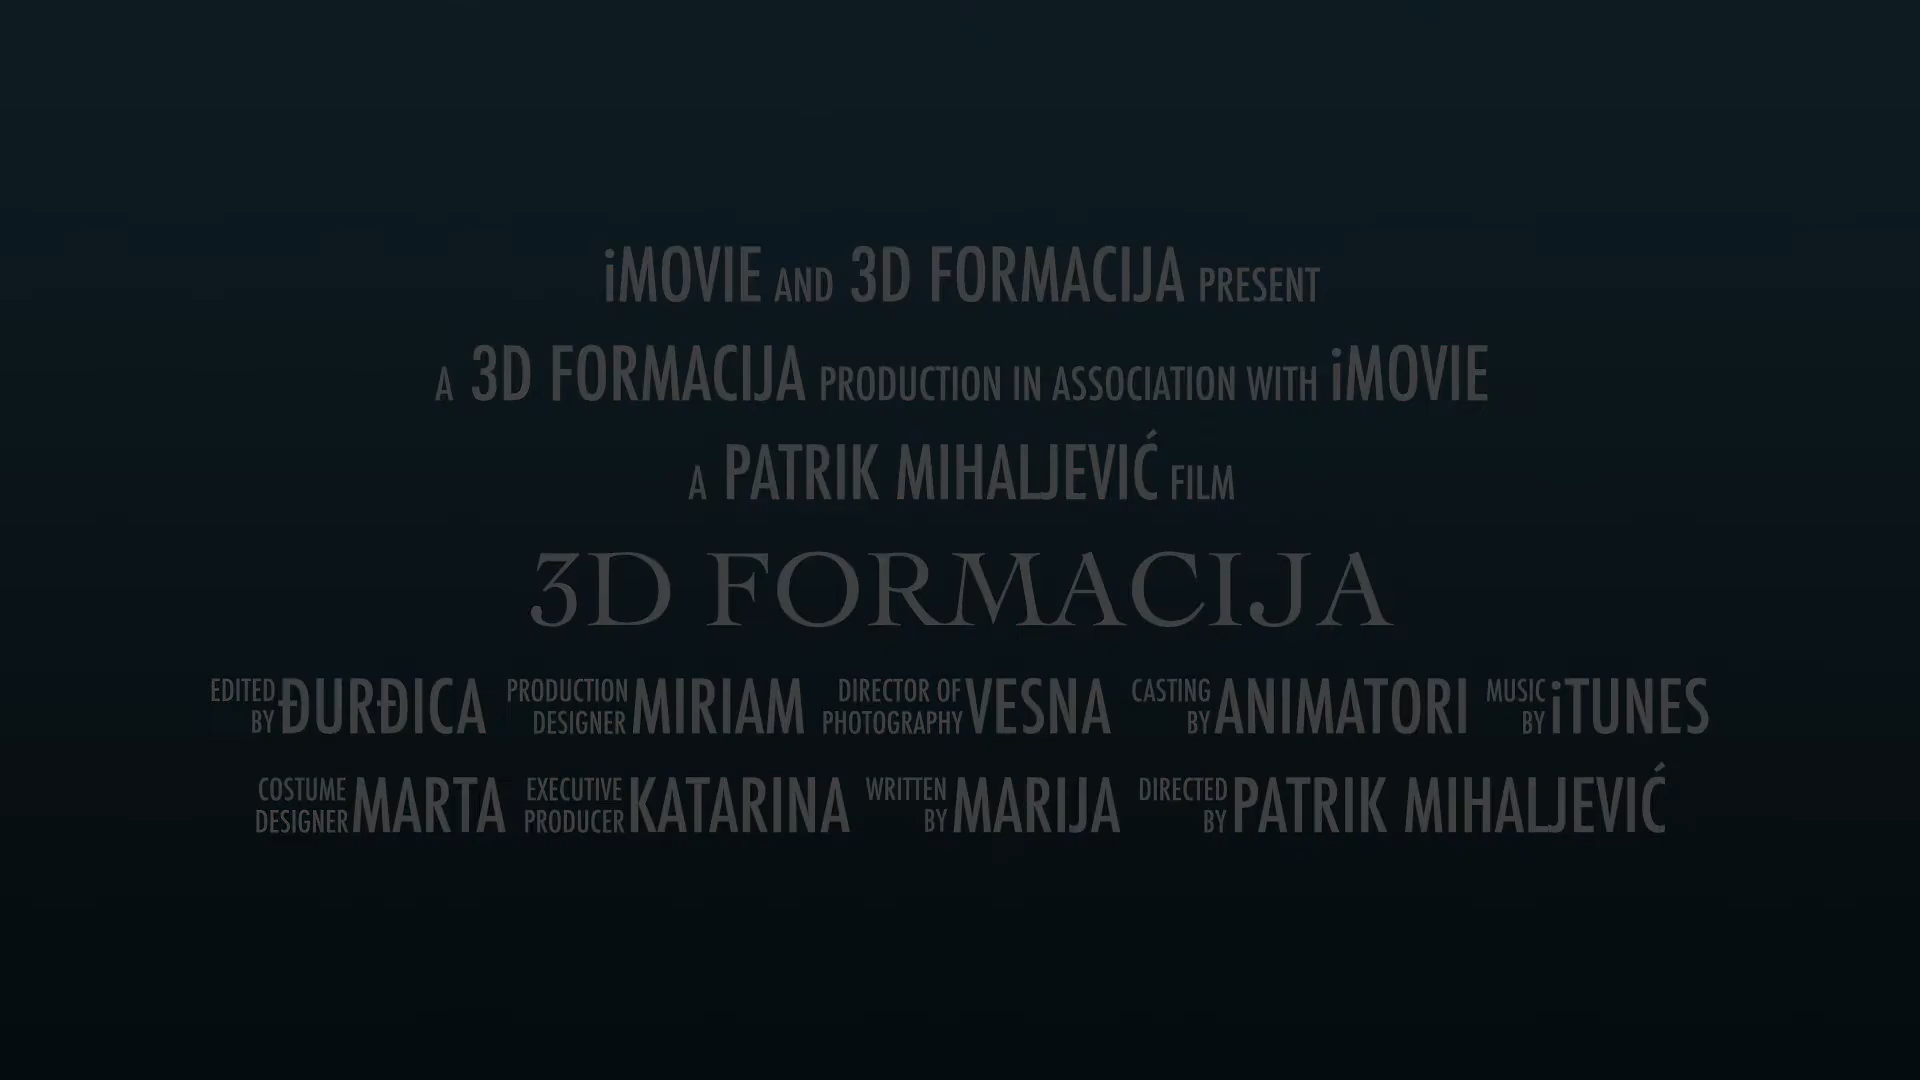 iMOVIE AND 3D FORMACIJA PRESENT
A 3D FORMACIJA PRODUCTION IN ASSOCIATION WITH iMOVIE
A PATRIK MIHALJEVIĆ FILM
3D FORMACIJA
EDITED BY ĐURĐICA PRODUCTION DESIGNER MIRIAM DIRECTOR OF PHOTOGRAPHY VESNA CASTING BY ANIMATORI MUSIC BY iTUNES
COSTUME DESIGNER MARTA EXECUTIVE PRODUCER KATARINA WRITTEN BY MARIJA DIRECTED BY PATRIK MIHALJEVIĆ